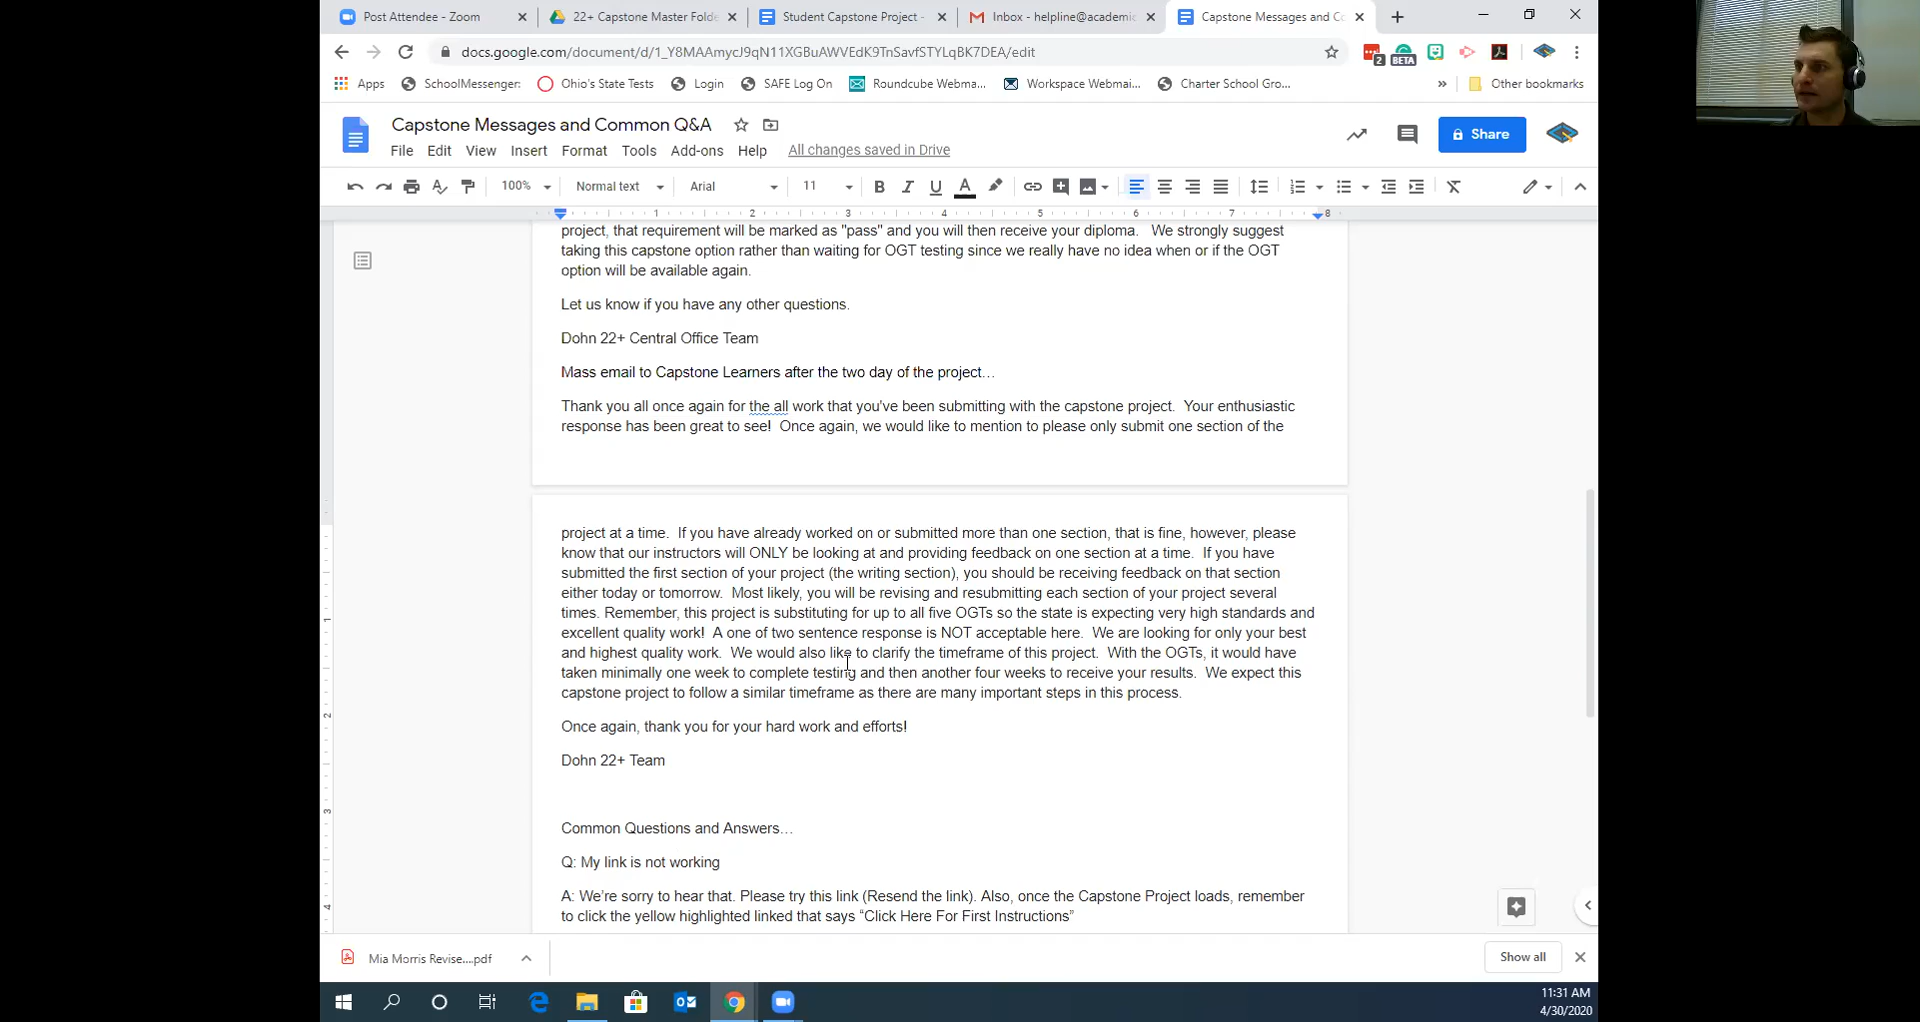 Post Attendee - Zoom
22+ Capstone Master Folde
Student Capstone Project -
Inbox - helpline@academic
Capstone Messages and Co
docs.google.com/document/d/1_Y8MAAmycJ9qN11XGBuAWVEdK9TnSavfSTYLqBK7DEA/edit
2
BETA
Apps
SchoolMessenger:
Ohio's State Tests
Login
SAFE Log On
Roundcube Webma...
Workspace Webmai...
Charter School Gro...
»
Other bookmarks
Capstone Messages and Common Q&A
Share
File Edit View Insert Format Tools Add-ons Help All changes saved in Drive
100% Normal text Arial 11 B I U A
1 2 3 4 5 6 7 8
project, that requirement will be marked as "pass" and you will then receive your diploma. We strongly suggest
taking this capstone option rather than waiting for OGT testing since we really have no idea when or if the OGT
option will be available again.
Let us know if you have any other questions.
Dohn 22+ Central Office Team
Mass email to Capstone Learners after the two day of the project…
Thank you all once again for the all work that you've been submitting with the capstone project. Your enthusiastic
response has been great to see! Once again, we would like to mention to please only submit one section of the
project at a time. If you have already worked on or submitted more than one section, that is fine, however, please
know that our instructors will ONLY be looking at and providing feedback on one section at a time. If you have
submitted the first section of your project (the writing section), you should be receiving feedback on that section
either today or tomorrow. Most likely, you will be revising and resubmitting each section of your project several
times. Remember, this project is substituting for up to all five OGTs so the state is expecting very high standards and
excellent quality work! A one of two sentence response is NOT acceptable here. We are looking for only your best
and highest quality work. We would also like to clarify the timeframe of this project. With the OGTs, it would have
taken minimally one week to complete testing and then another four weeks to receive your results. We expect this
capstone project to follow a similar timeframe as there are many important steps in this process.
Once again, thank you for your hard work and efforts!
Dohn 22+ Team
Common Questions and Answers…
Q: My link is not working
A: We're sorry to hear that. Please try this link (Resend the link). Also, once the Capstone Project loads, remember
to click the yellow highlighted linked that says “Click Here For First Instructions”
1
2
3
4
Mia Morris Revise....pdf
Show all
11:31 AM
4/30/2020